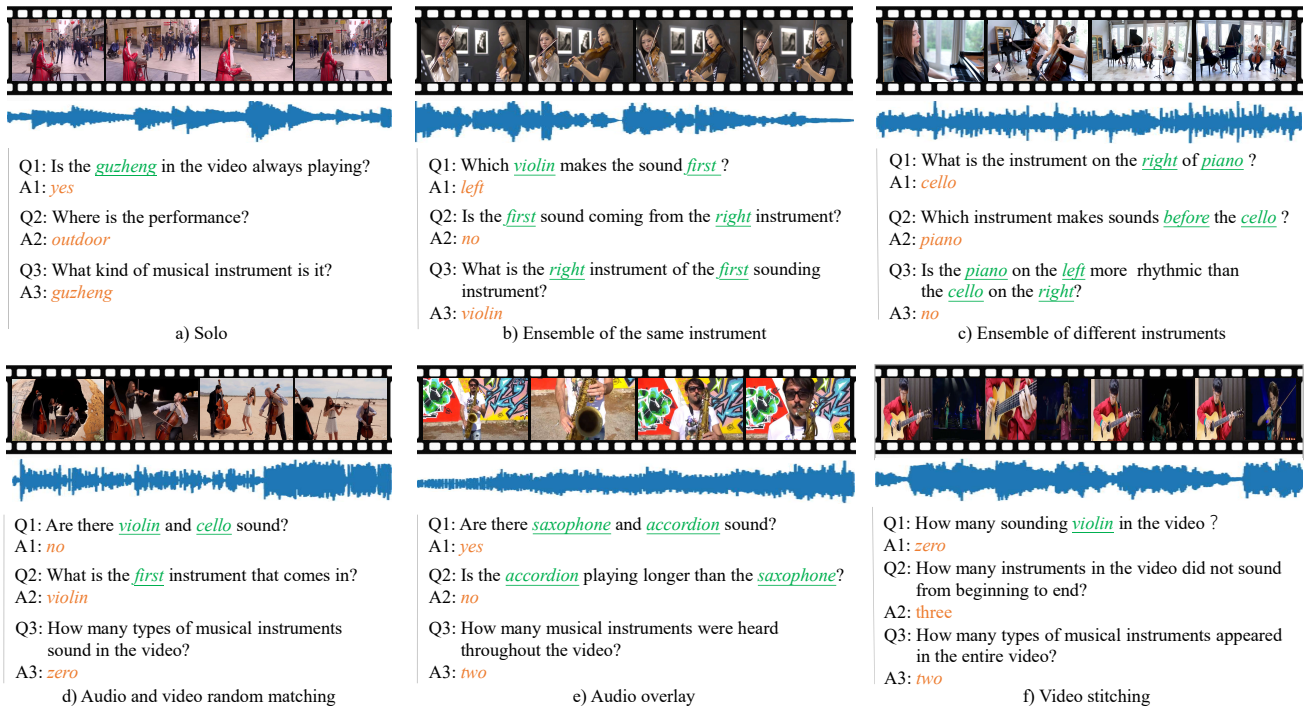 Q1: Is the guzheng in the video always playing?
A1: yes
Q2: Where is the performance?
A2: outdoor
Q3: What kind of musical instrument is it?
A3: guzheng
a) Solo
Q1: Which violin makes the sound first ?
A1: left
Q2: Is the first sound coming from the right instrument?
A2: no
Q3: What is the right instrument of the first sounding
instrument?
A3: violin
b) Ensemble of the same instrument
Q1: What is the instrument on the right of piano ?
A1: cello
Q2: Which instrument makes sounds before the cello ?
A2: piano
Q3: Is the piano on the left more rhythmic than
the cello on the right?
A3: no
c) Ensemble of different instruments
Q1: Are there violin and cello sound?
A1: no
Q2: What is the first instrument that comes in?
A2: violin
Q3: How many types of musical instruments
sound in the video?
A3: zero
d) Audio and video random matching
Q1: Are there saxophone and accordion sound?
A1: yes
Q2: Is the accordion playing longer than the saxophone?
A2: no
Q3: How many musical instruments were heard
throughout the video?
A3: two
e) Audio overlay
Q1: How many sounding violin in the video ?
A1: zero
Q2: How many instruments in the video did not sound
from beginning to end?
A2: three
Q3: How many types of musical instruments appeared
in the entire video?
A3: two
f) Video stitching